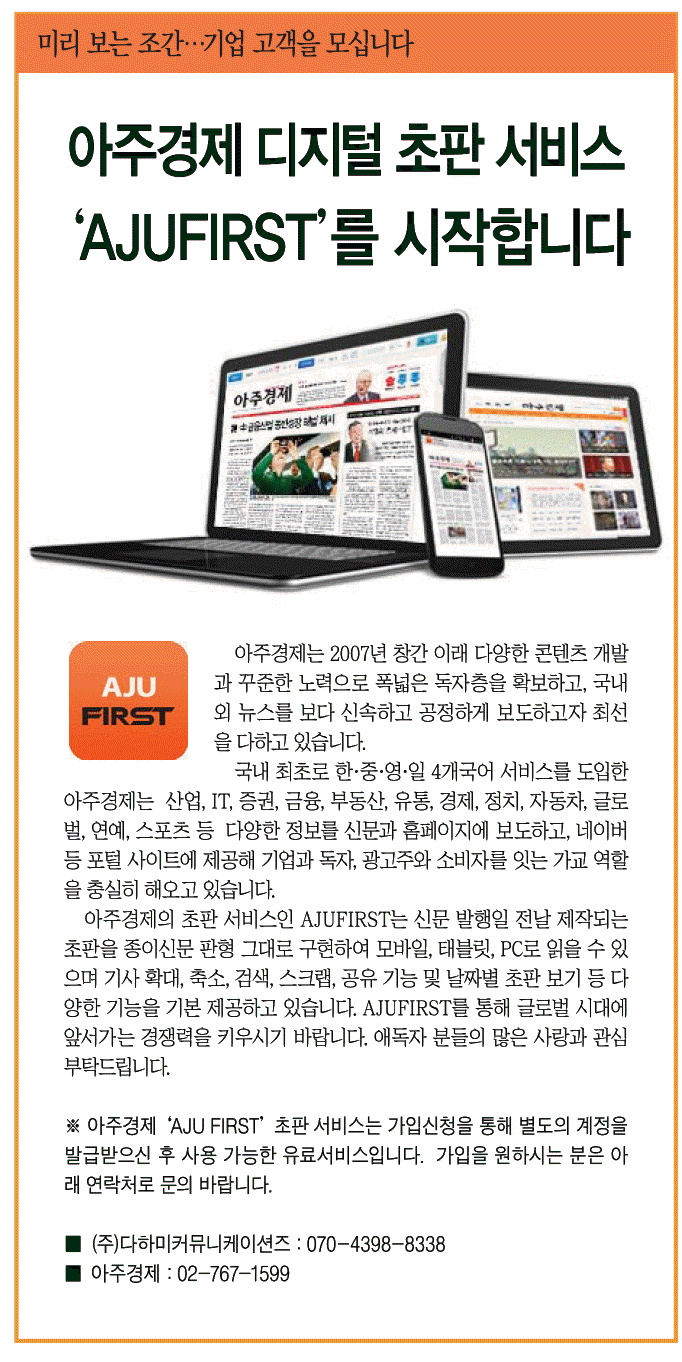 미리 보는 조간…기업 고객을 모십니다
아주경제 디지털 초판 서비스
‘AJUFIRST’를 시작합니다
아주경제
AJU
FIRST
아주경제는 2007년 창간 이래 다양한 콘텐츠 개발
과 꾸준한 노력으로 폭넓은 독자층을 확보하고, 국내
외 뉴스를 보다 신속하고 공정하게 보도하고자 최선
을 다하고 있습니다.
국내 최초로 한·중·영·일 4개국어 서비스를 도입한
아주경제는 산업, IT, 증권, 금융, 부동산, 유통, 경제, 정치, 자동차, 글로
벌, 연예, 스포츠 등 다양한 정보를 신문과 홈페이지에 보도하고, 네이버
등 포털 사이트에 제공해 기업과 독자, 광고주와 소비자를 잇는 가교 역할
을 충실히 해오고 있습니다.
아주경제의 초판 서비스인 AJUFIRST는 신문 발행일 전날 제작되는
초판을 종이신문 판형 그대로 구현하여 모바일, 태블릿, PC로 읽을 수 있
으며 기사 확대, 축소, 검색, 스크랩, 공유 기능 및 날짜별 초판 보기 등 다
양한 기능을 기본 제공하고 있습니다. AJUFIRST를 통해 글로벌 시대에
앞서가는 경쟁력을 키우시기 바랍니다. 애독자 분들의 많은 사랑과 관심
부탁드립니다.
※ 아주경제 ‘AJU FIRST’ 초판 서비스는 가입신청을 통해 별도의 계정을
발급받으신 후 사용 가능한 유료서비스입니다. 가입을 원하시는 분은 아
래 연락처로 문의 바랍니다.
■ (주)다하미커뮤니케이션즈 : 070-4398-8338
■ 아주경제 : 02-767-1599